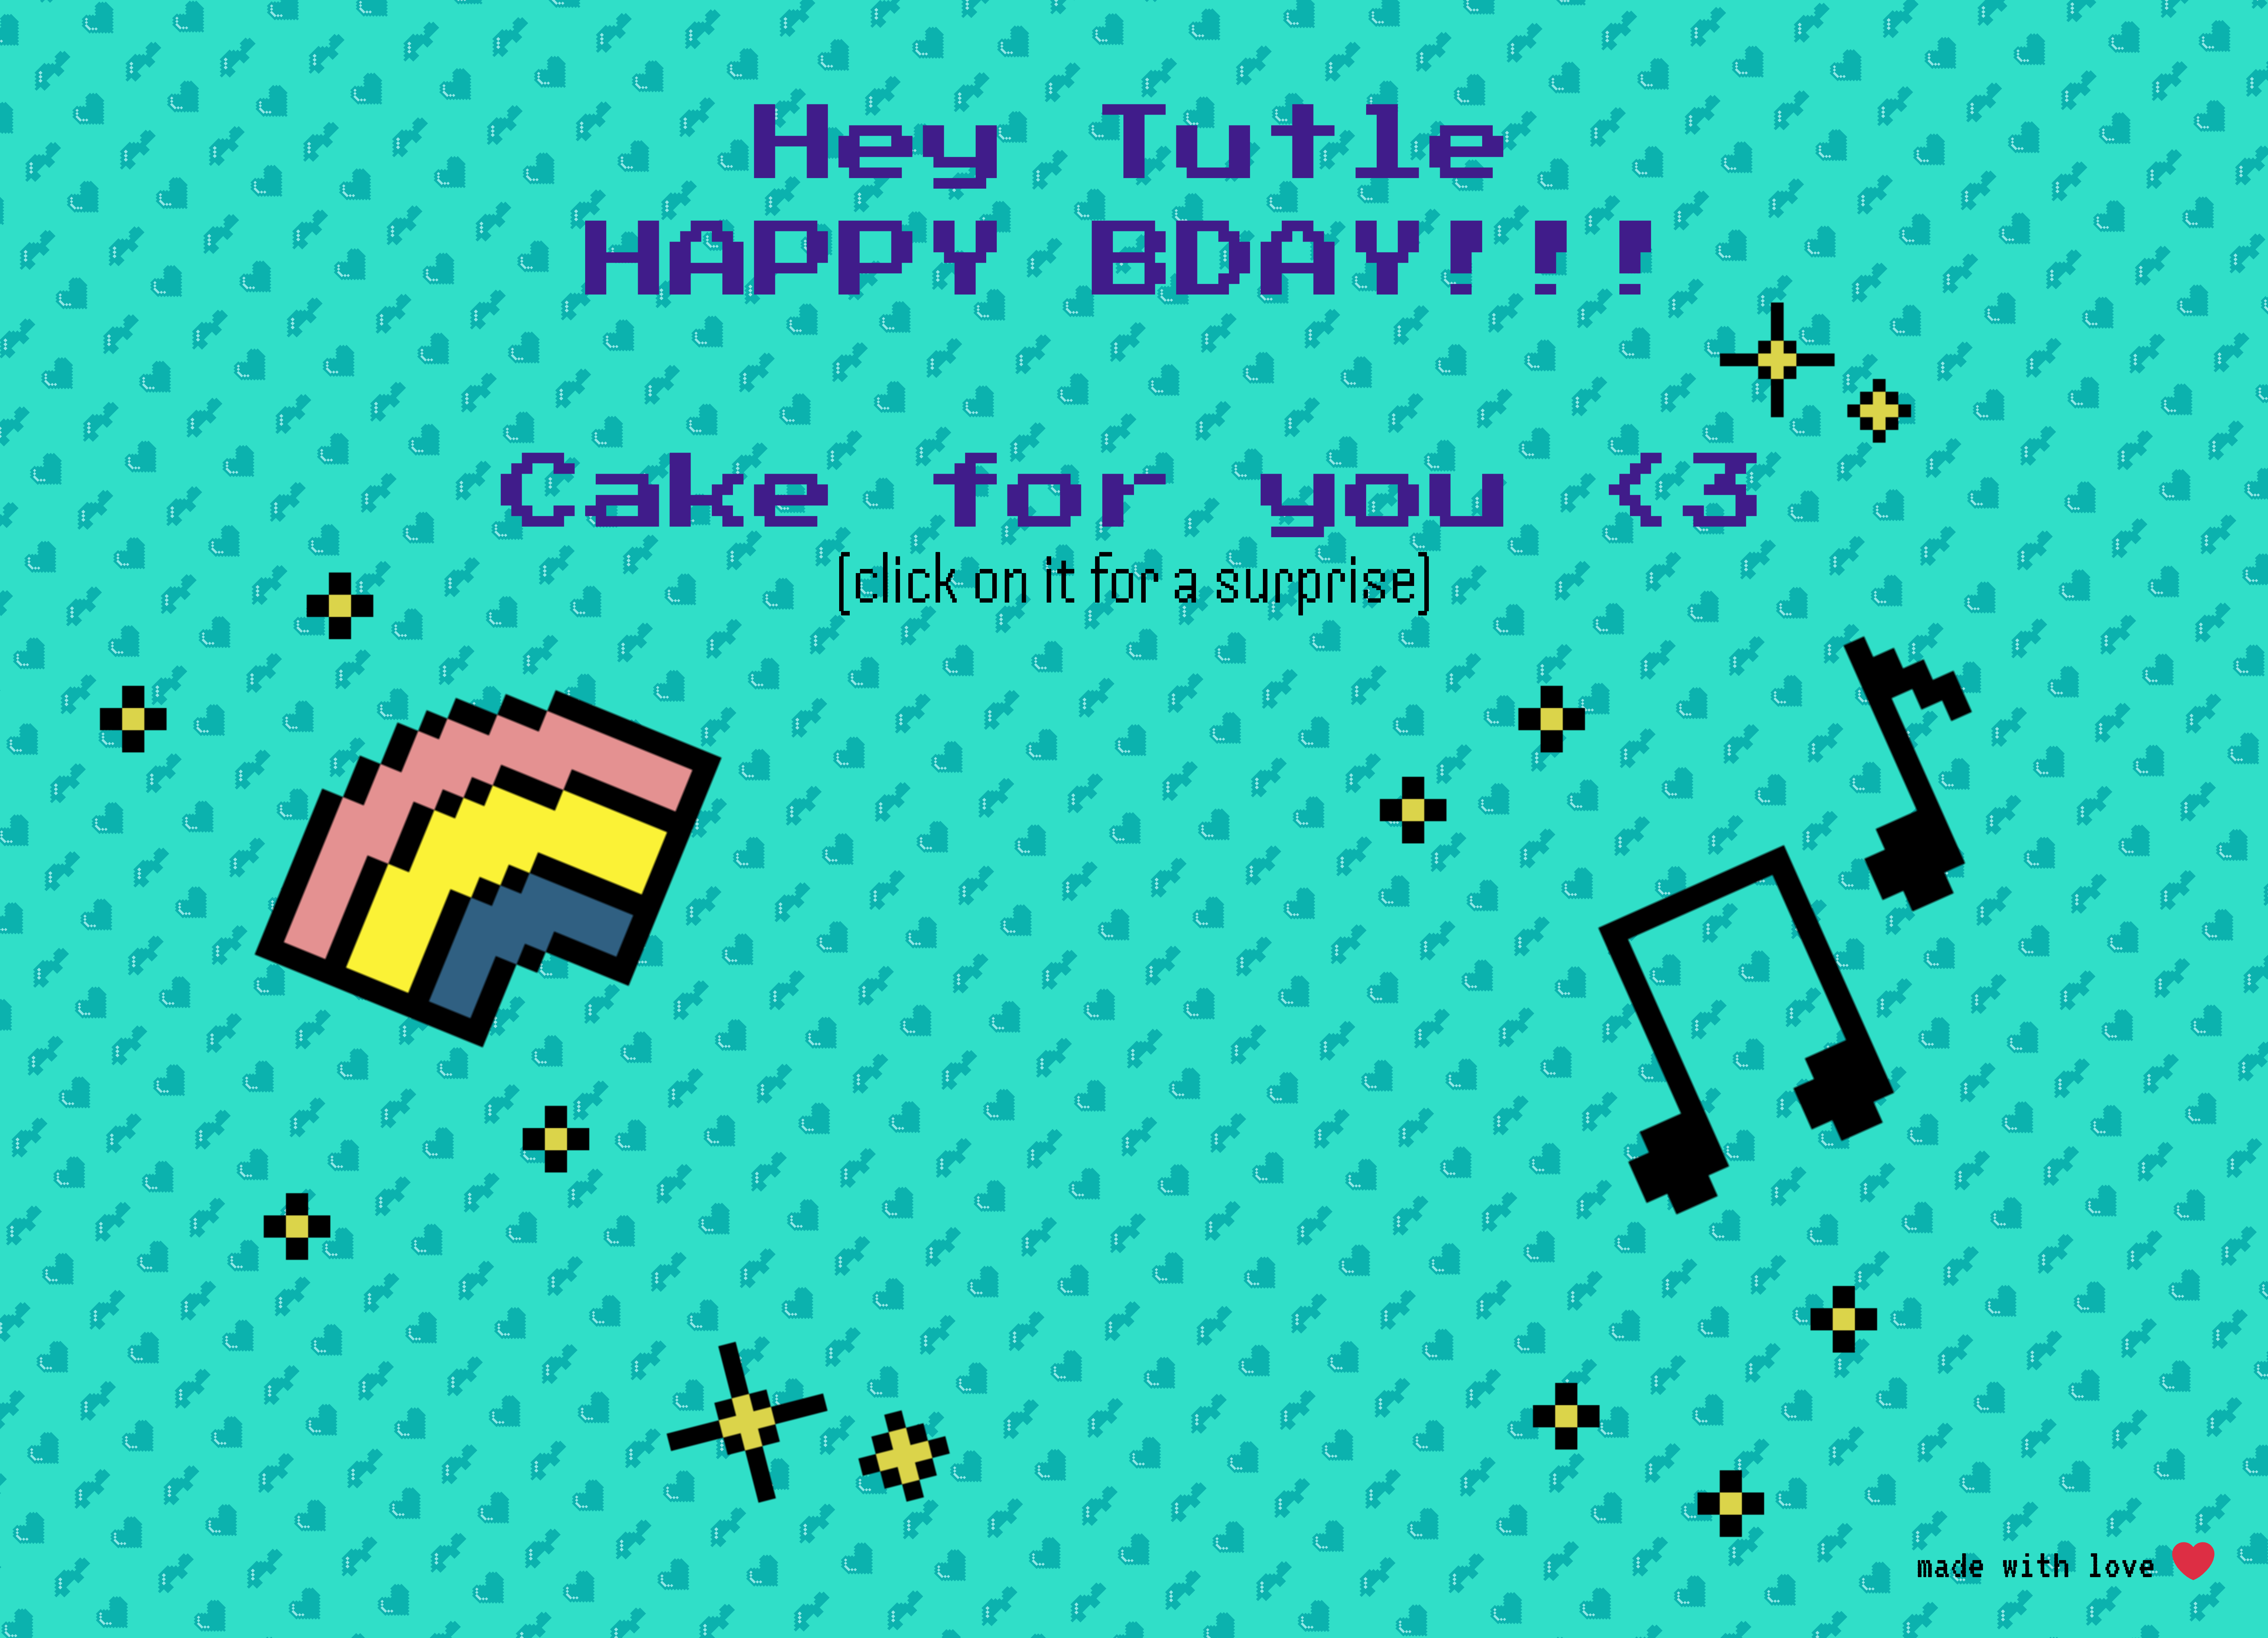 Hey Tutle
HAPPY BDAY!!!
Cake for you <3
(click on it for a surprise)
made with love